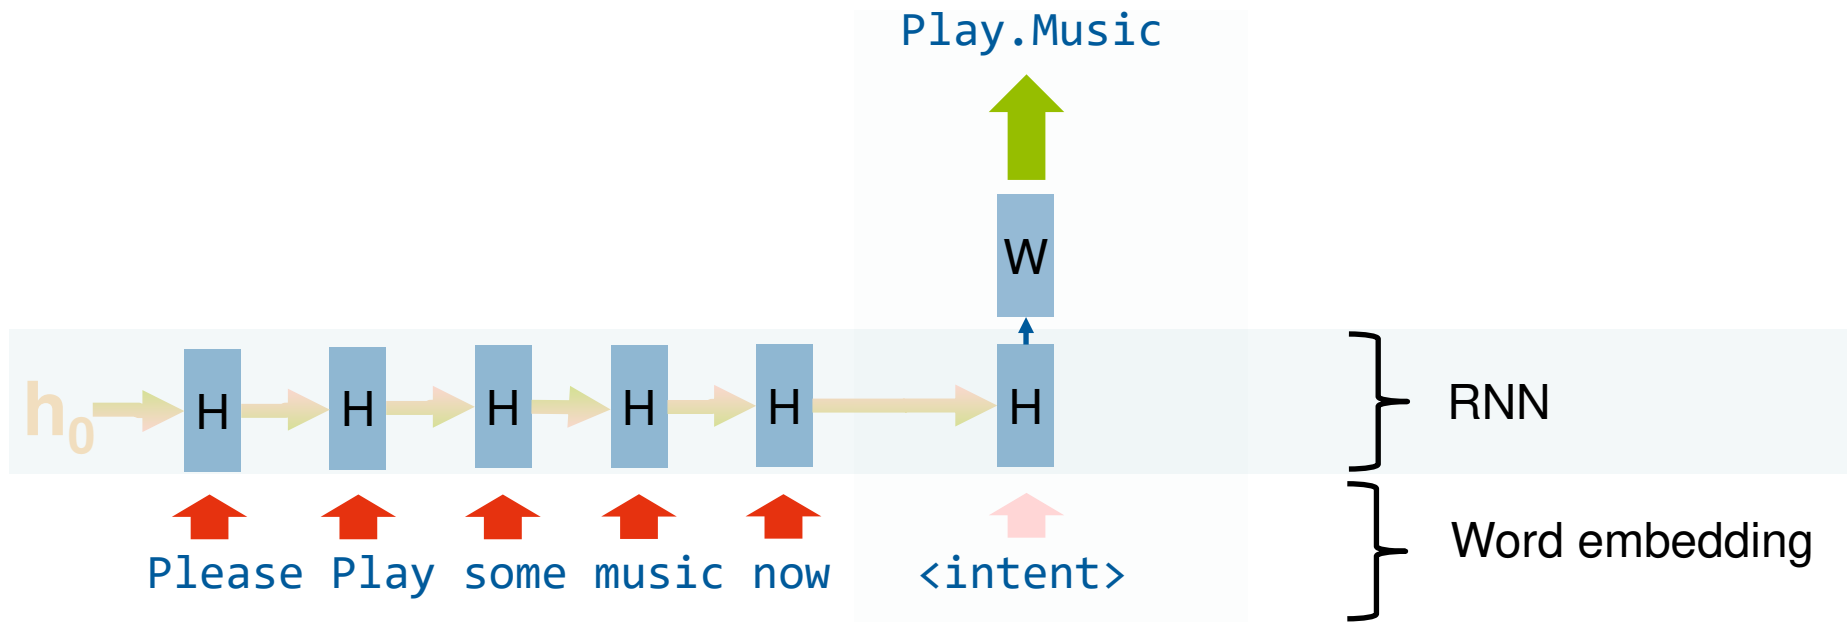 Play.Music
W
h0 H H H H H H RNN
Word embedding
Please Play some music now <intent>